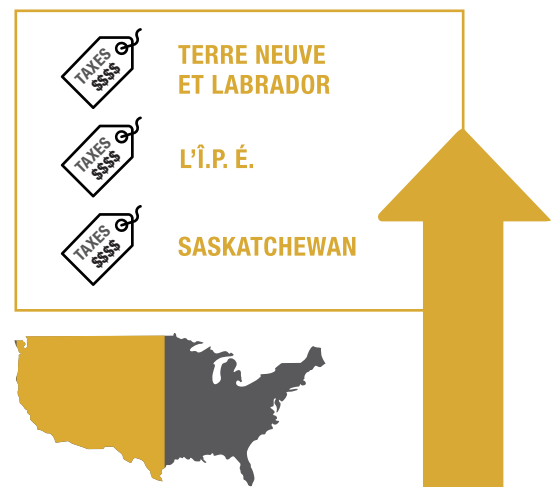 TAXES
$$$$
TERRE NEUVE
ET LABRADOR
TAXES
$$$$
L'Î.P. É.
TAXES
$$$$
SASKATCHEWAN